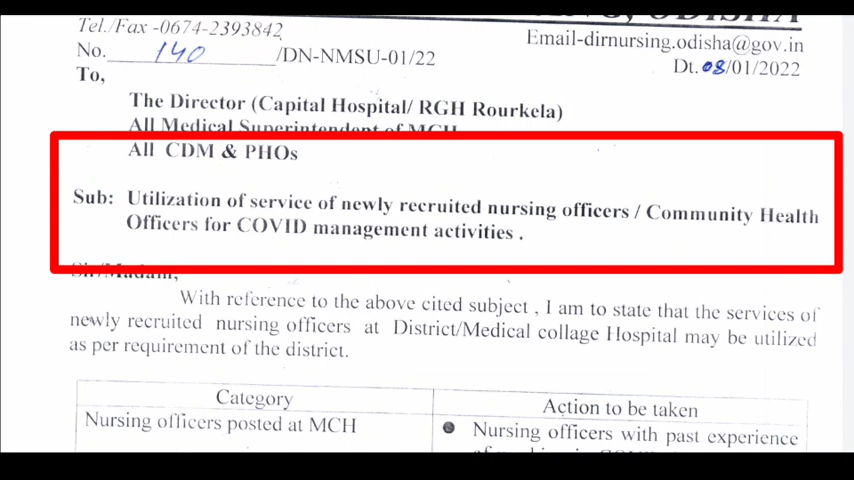 ODISHA
Tel./Fax -0674-2393842
Email-dirnursing.odisha@gov.in
No. 140 /DN-NMSU-01/22
Dt. 08/01/2022
To,
The Director (Capital Hospital/ RGH Rourkela)
All Medical Superintendent of MCH
All CDM & PHOs
Sub: Utilization of service of newly recruited nursing officers / Community Health
Officers for COVID management activities .
Sir/Madam,
With reference to the above cited subject , I am to state that the services of
newly recruited nursing officers at District/Medical collage Hospital may be utilized
as per requirement of the district.
Category
Action to be taken
Nursing officers posted at MCH
● Nursing officers with past experience